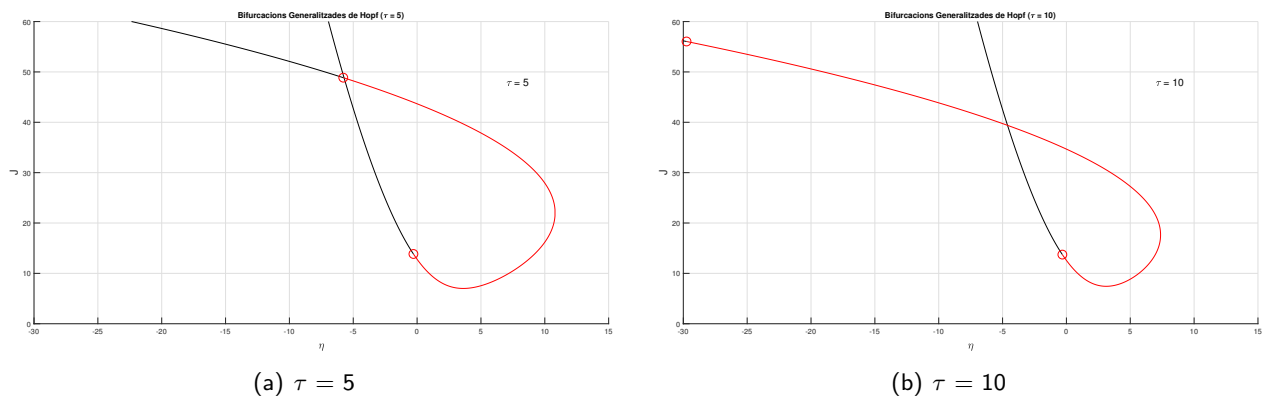 Bifurcacions Generalitzades de Hopf (τ = 5)
60
50
40
30
20
10
0
J
τ = 5
-30 -25 -20 -15 -10 -5 0 5 10 15
η
(a) τ = 5
Bifurcacions Generalitzades de Hopf (τ = 10)
60
50
40
30
20
10
0
J
τ = 10
-30 -25 -20 -15 -10 -5 0 5 10 15
η
(b) τ = 10